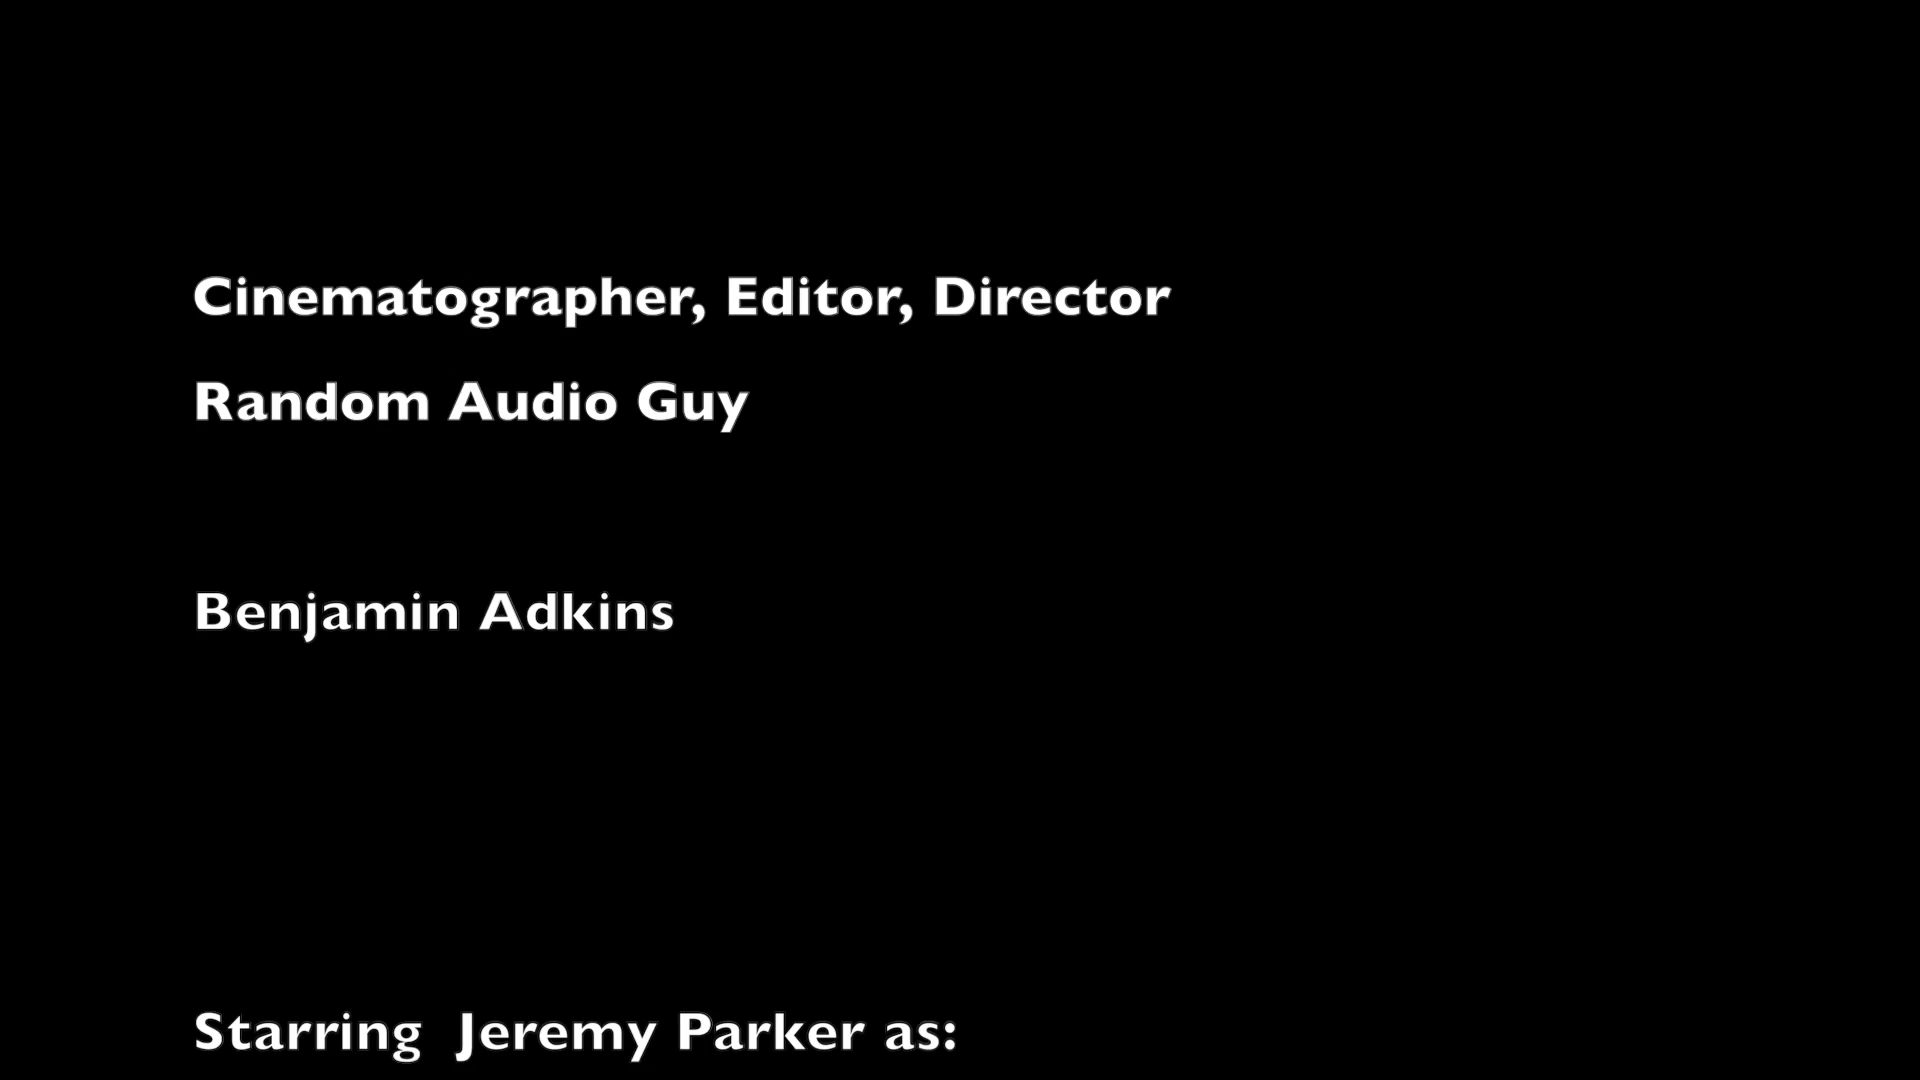 Cinematographer, Editor, Director
Random Audio Guy
Benjamin Adkins
Starring  Jeremy Parker as: